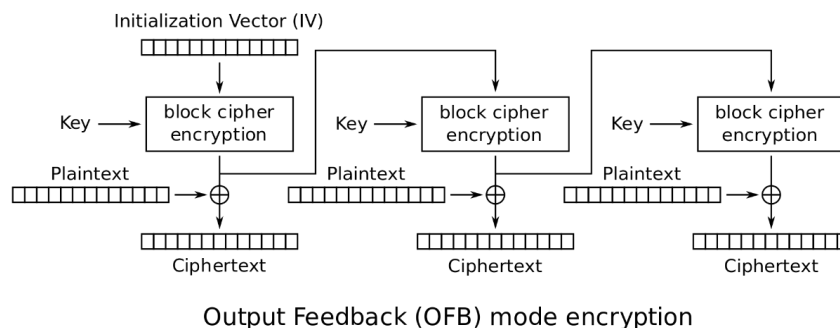 Initialization Vector (IV)
Key
block cipher
encryption
Plaintext
Ciphertext
Key
block cipher
encryption
Plaintext
Ciphertext
Key
block cipher
encryption
Plaintext
Ciphertext
Output Feedback (OFB) mode encryption